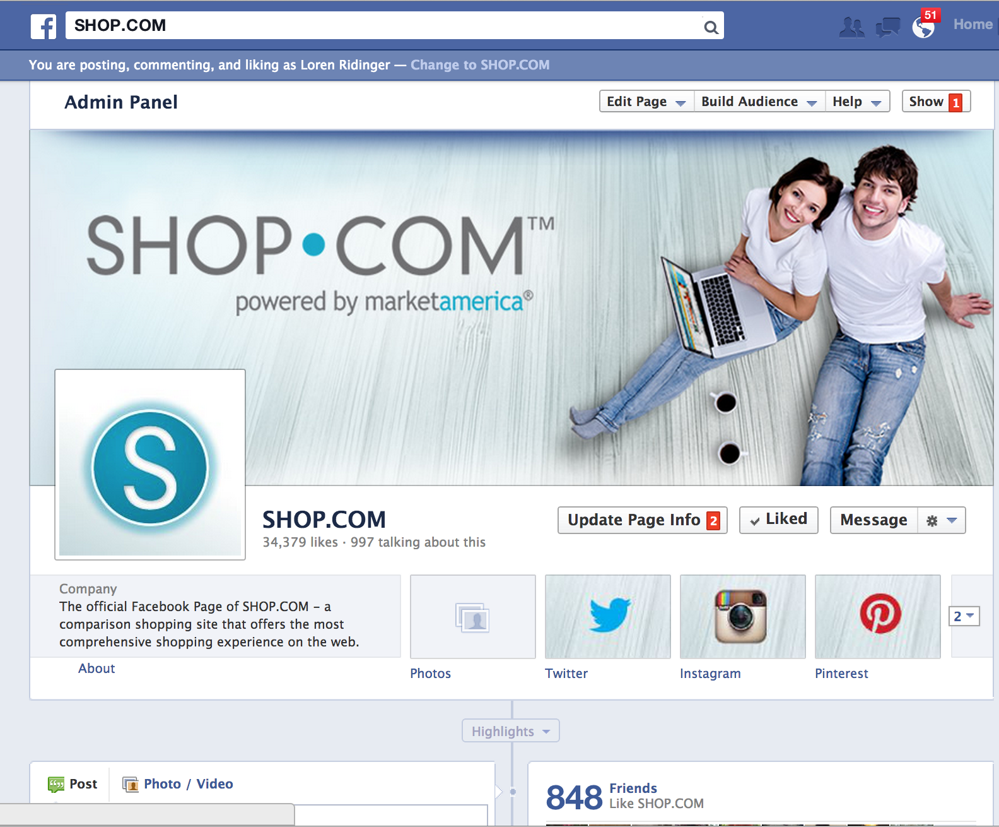 SHOP.COM
51
Home
You are posting, commenting, and liking as Loren Ridinger — Change to SHOP.COM
Admin Panel
Edit Page
Build Audience
Help
Show 1
SHOP•COM™
powered by marketamerica®
S
SHOP.COM
34,379 likes · 997 talking about this
Update Page Info 2
Liked
Message
Company
The official Facebook Page of SHOP.COM – a
comparison shopping site that offers the most
comprehensive shopping experience on the web.
About
Photos
Twitter
Instagram
Pinterest
2
Highlights
Post
Photo / Video
848 Friends
Like SHOP.COM